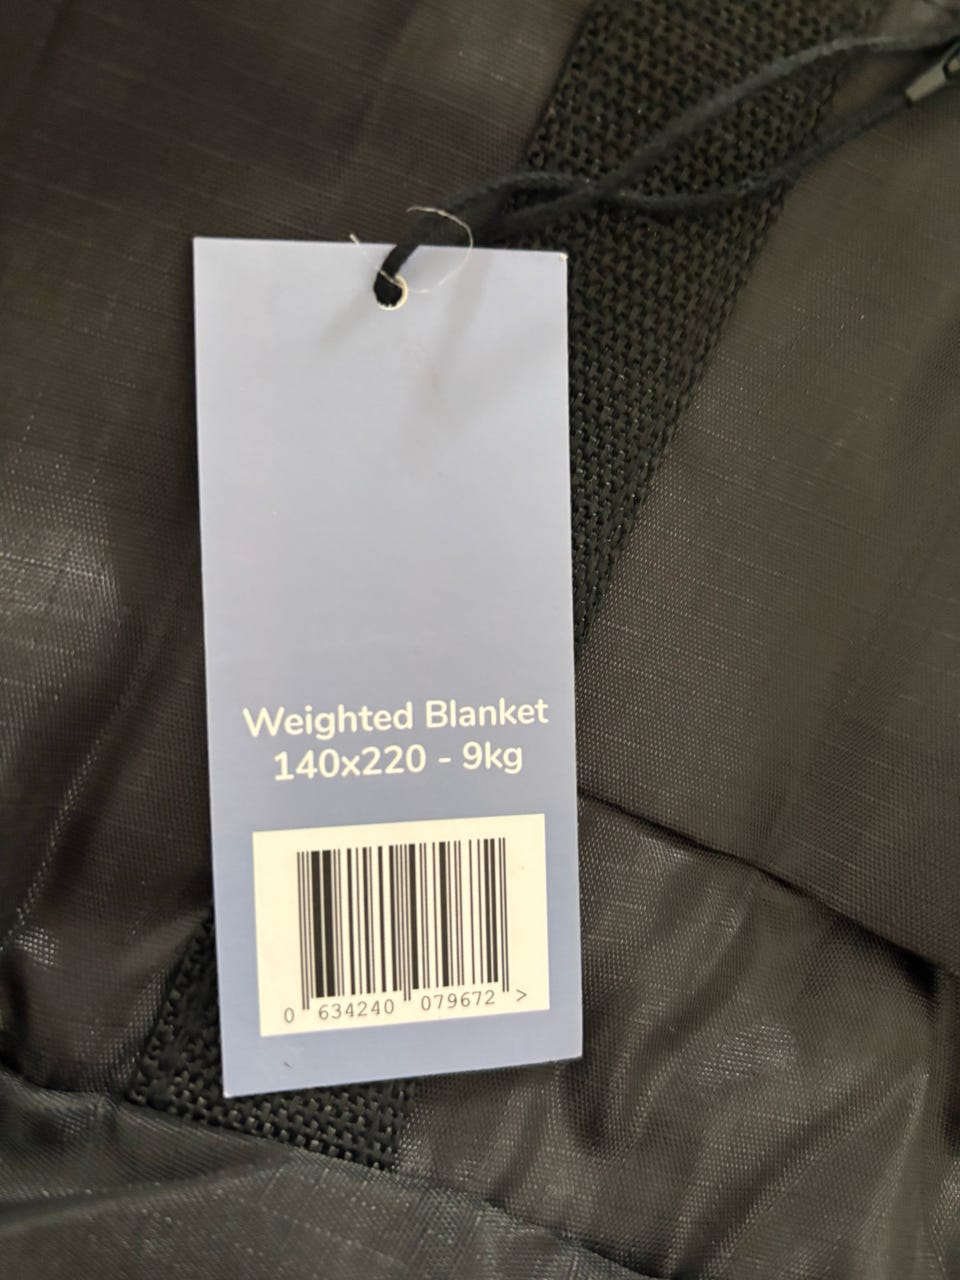 Weighted Blanket
140x220 - 9kg
0 634240 079672 >